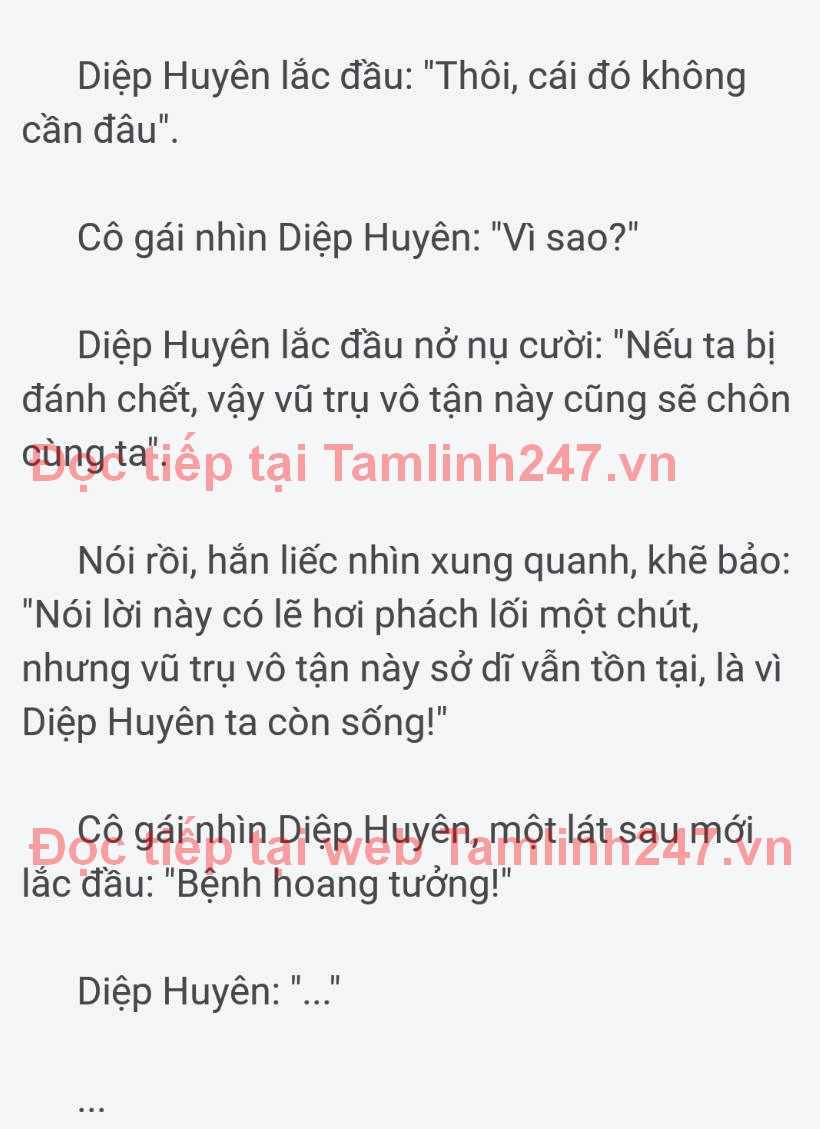 Diệp Huyên lắc đầu: "Thôi, cái đó không
cần đâu".
Cô gái nhìn Diệp Huyên: "Vì sao?"
Diệp Huyên lắc đầu nở nụ cười: "Nếu ta bị
đánh chết, vậy vũ trụ vô tận này cũng sẽ chôn
cùng ta".
Đọc tiếp tại Tamlinh247.vn
Nói rồi, hắn liếc nhìn xung quanh, khẽ bảo:
"Nói lời này có lẽ hơi phách lối một chút,
nhưng vũ trụ vô tận này sở dĩ vẫn tồn tại, là vì
Diệp Huyên ta còn sống!"
Cô gái nhìn Diệp Huyên, một lát sau mới
Đọc tiếp tại web Tamlinh247.vn
lắc đầu: "Bệnh hoang tưởng!"
Diệp Huyên: "..."
...